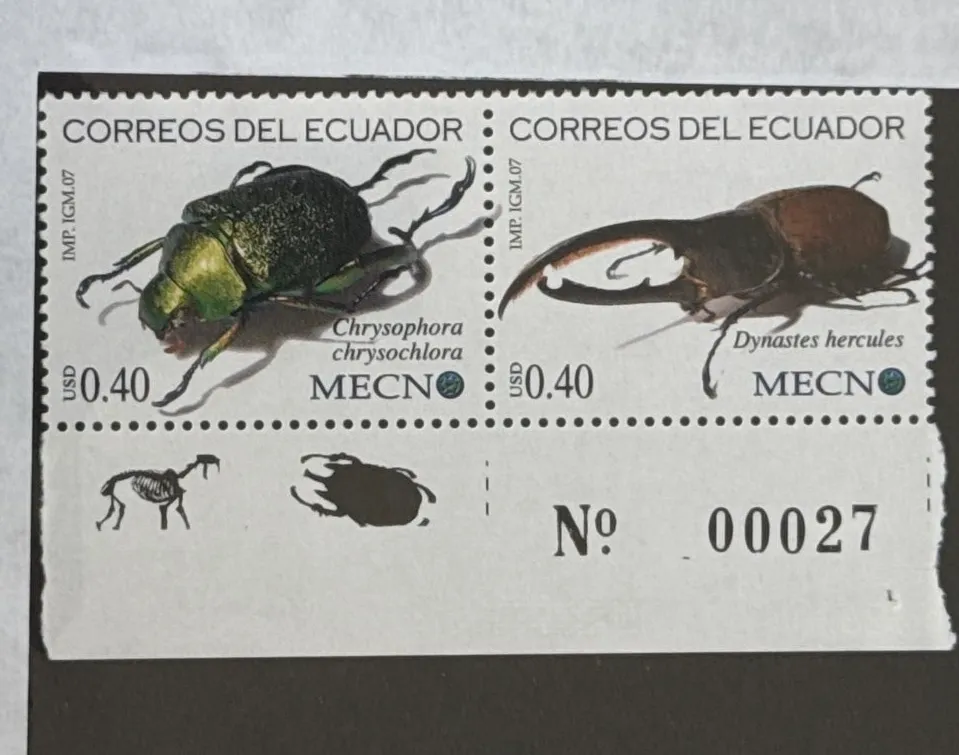 CORREOS DEL ECUADOR
IMP. IGM.07
Chrysophora
chrysochlora
USD 0.40
MECN
CORREOS DEL ECUADOR
IMP. IGM.07
Dynastes hercules
USD 0.40
MECN
Nº 00027